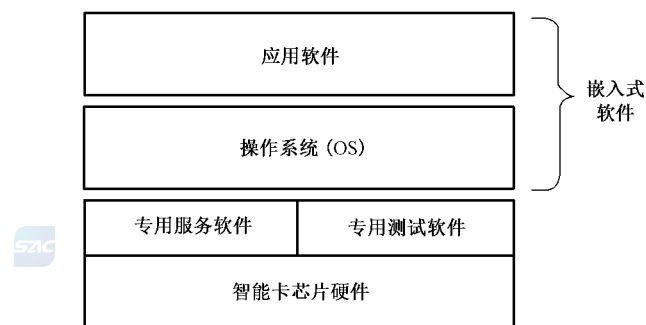 应用软件
嵌入式
软件
操作系统 (OS)
专用服务软件
专用测试软件
智能卡芯片硬件
SAC